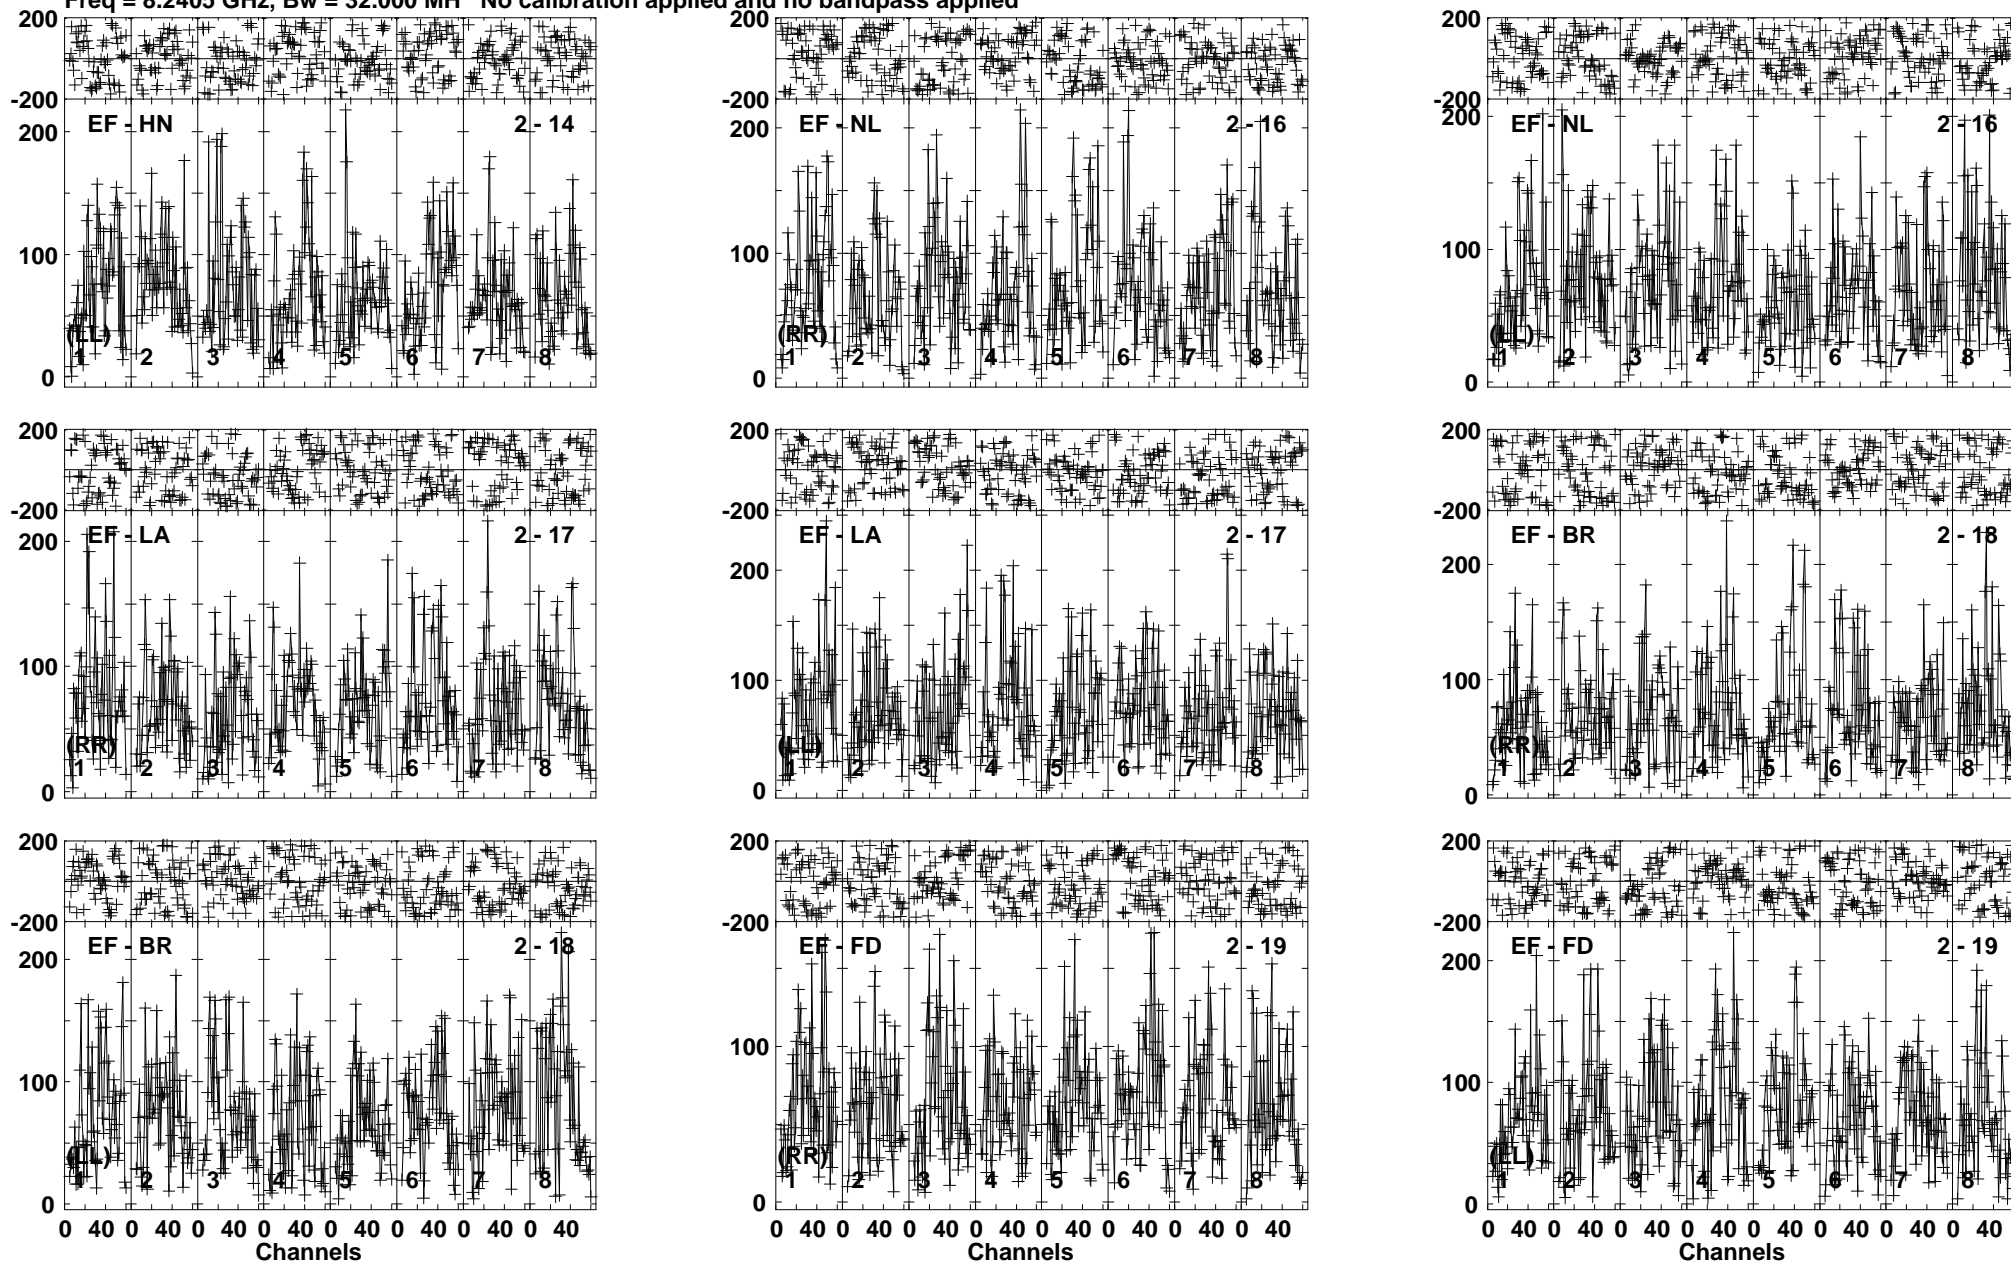 Freq = 8.2405 GHz, Bw = 32.000 MH No calibration applied and no bandpass applied
200 200 200
-200 -200 -200
EF - HN 2 - 14 EF - NL 2 - 16 EF - NL 2 - 16
200 200 200
100 100 100
(LL) (RR) (LL)
1 2 3 4 5 6 7 8 1 2 3 4 5 6 7 8 1 2 3 4 5 6 7 8
0 0 0
200 200 200
-200 -200 -200
EF - LA 2 - 17 EF - LA 2 - 17 EF - BR 2 - 18
200 200 200
100 100 100
(RR) (LL) (RR)
1 2 3 4 5 6 7 8 1 2 3 4 5 6 7 8 1 2 3 4 5 6 7 8
0 0 0
200 200 200
-200 -200 -200
EF - BR 2 - 18 EF - FD 2 - 19 EF - FD 2 - 19
200 200
100 100 100
(LL) (RR) (LL)
1 2 3 4 5 6 7 8 1 2 3 4 5 6 7 8 1 2 3 4 5 6 7 8
0 0 0
0 40 0 40 0 40 0 40 0 40 0 40 0 40 0 40 0 40 0 40 0 40 0 40 0 40 0 40 0 40 0 40 0 40 0 40 0 40 0 40 0 40 0 40 0 40 0 40
Channels Channels Channels